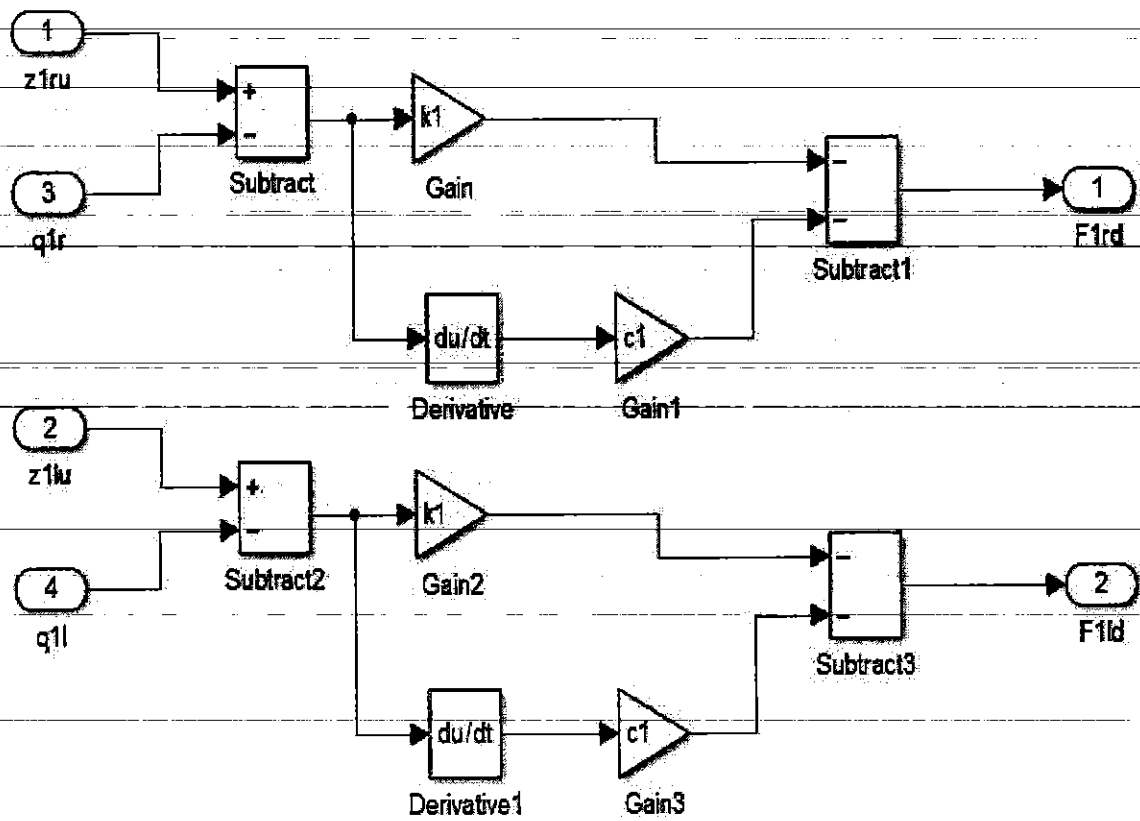 1
z1ru
+
−
Subtract
k1
Gain
3
q1r
−
−
Subtract1
1
F1rd
du/dt
Derivative
c1
Gain1
2
z1lu
+
−
Subtract2
k1
Gain2
4
q1l
−
−
Subtract3
2
F1ld
du/dt
Derivative1
c1
Gain3